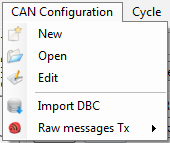 CAN Configuration Cycle
New
Open
Edit
Import DBC
Raw messages Tx